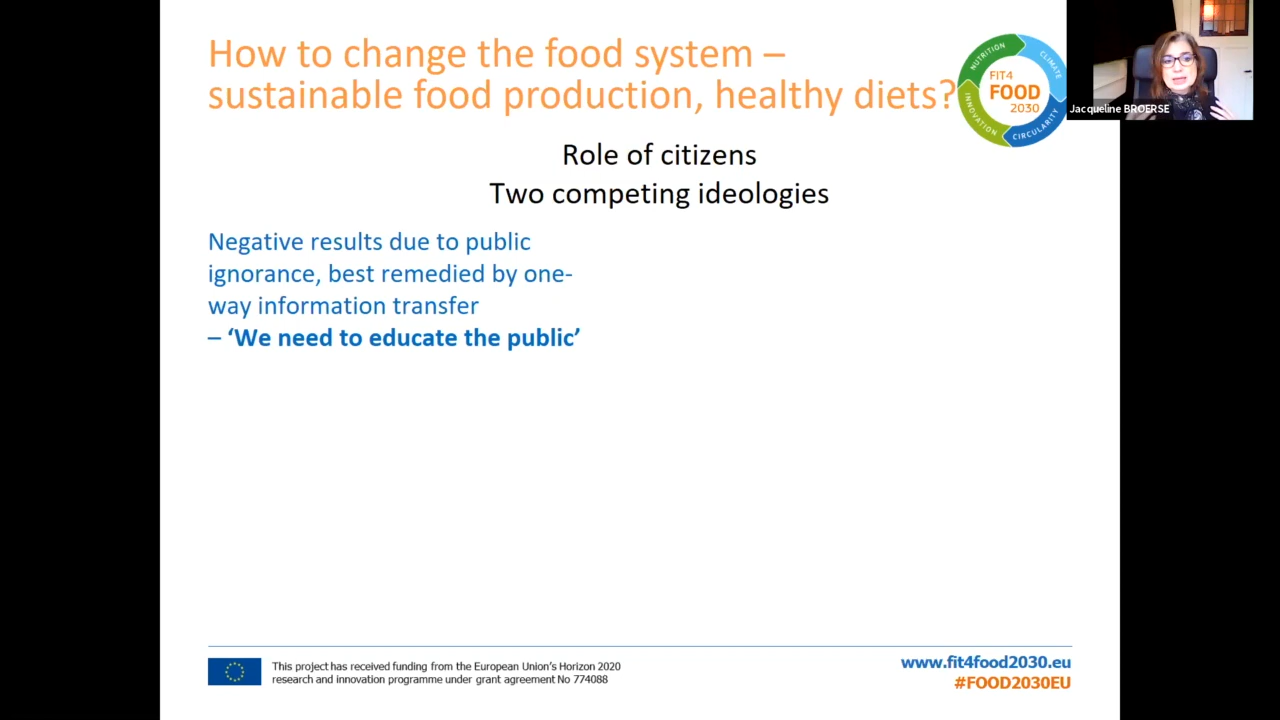 How to change the food system –
sustainable food production, healthy diets?
NUTRITION
CLIMATE
FIT4
FOOD
2030
INNOVATION
CIRCULARITY
Jacqueline BROERSE
Role of citizens
Two competing ideologies
Negative results due to public
ignorance, best remedied by one-
way information transfer
– ‘We need to educate the public’
This project has received funding from the European Union’s Horizon 2020
research and innovation programme under grant agreement No 774088
www.fit4food2030.eu
#FOOD2030EU